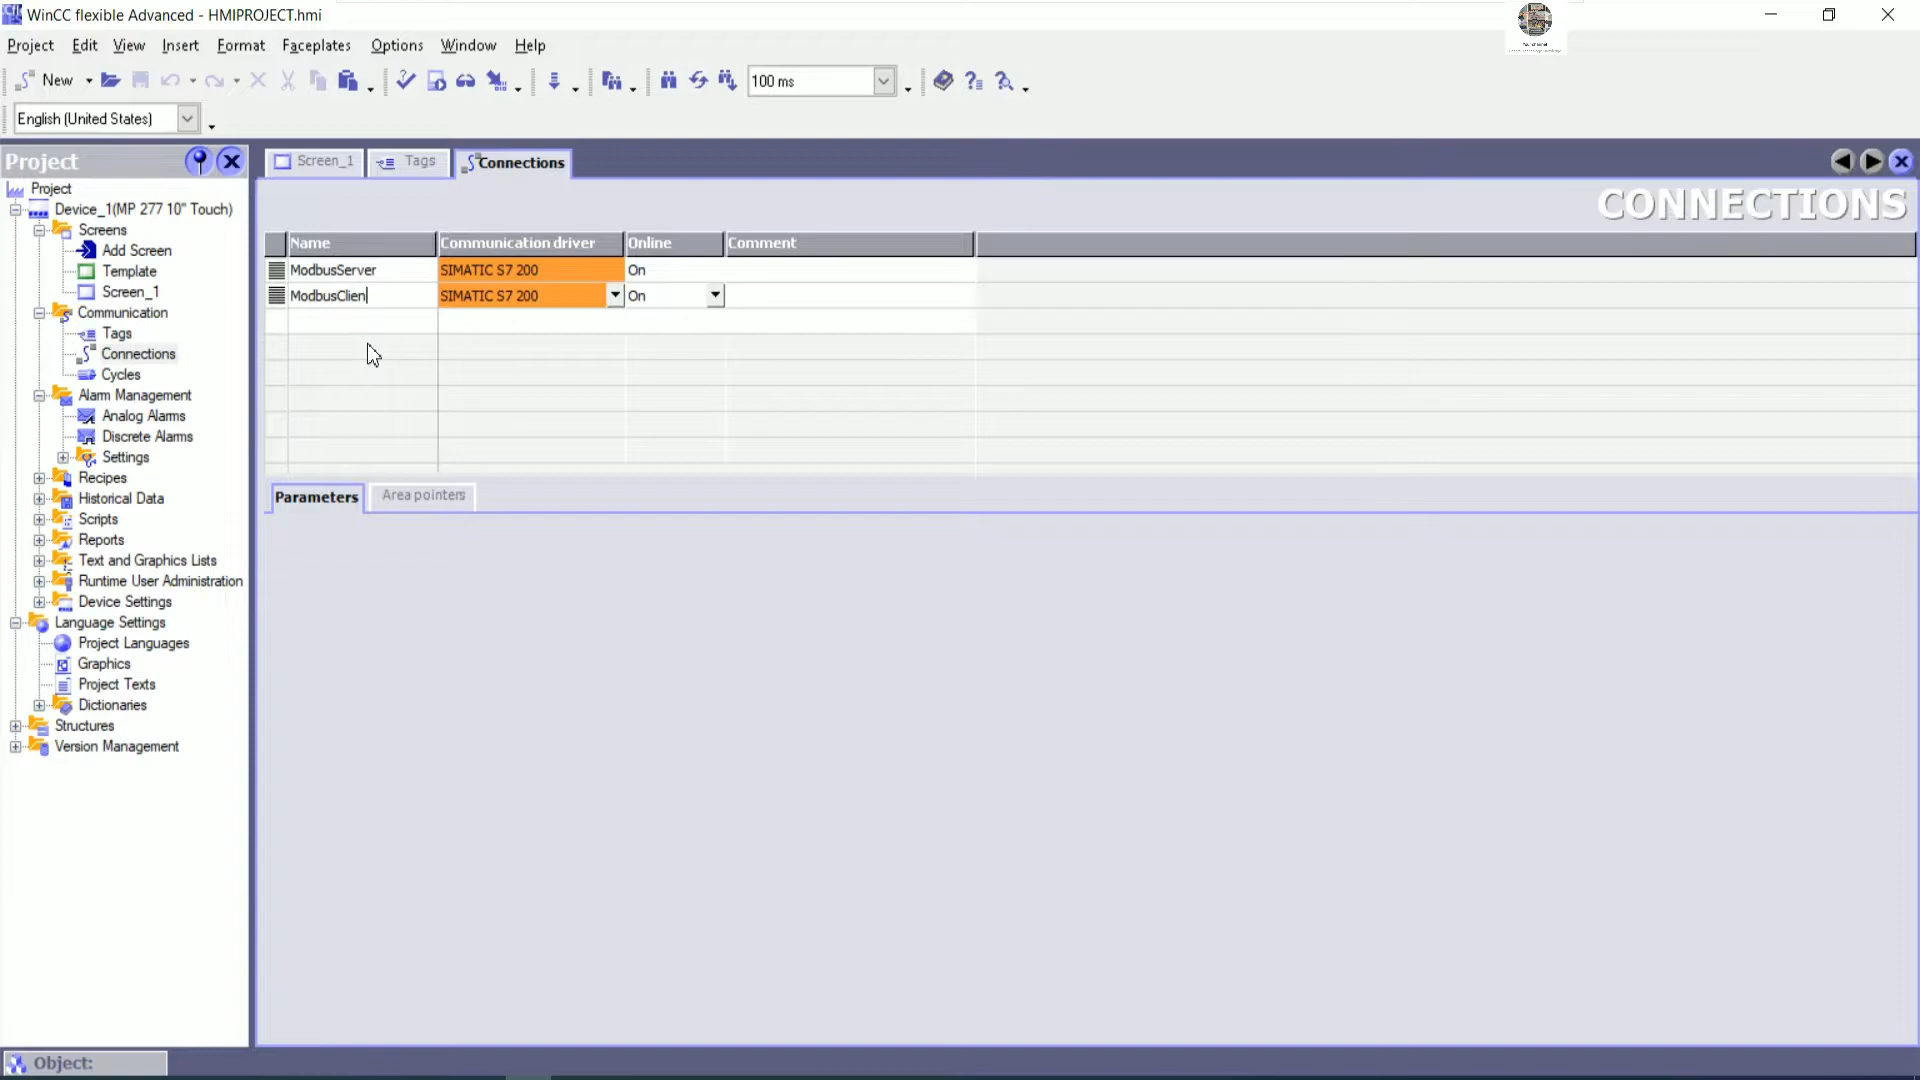 WinCC flexible Advanced - HMIPROJECT.hmi
Project Edit View Insert Format Faceplates Options Window Help
New 100 ms
English (United States)
Project
Screen_1 Tags Connections
Project
Device_1(MP 277 10" Touch)
Screens
Add Screen
Template
Screen_1
Communication
Tags
Connections
Cycles
Alarm Management
Analog Alarms
Discrete Alarms
Settings
Recipes
Historical Data
Scripts
Reports
Text and Graphics Lists
Runtime User Administration
Device Settings
Language Settings
Project Languages
Graphics
Project Texts
Dictionaries
Structures
Version Management
CONNECTIONS
Name Communication driver Online Comment
ModbusServer SIMATIC S7 200 On
ModbusClien SIMATIC S7 200 On
Parameters Area pointers
Object: